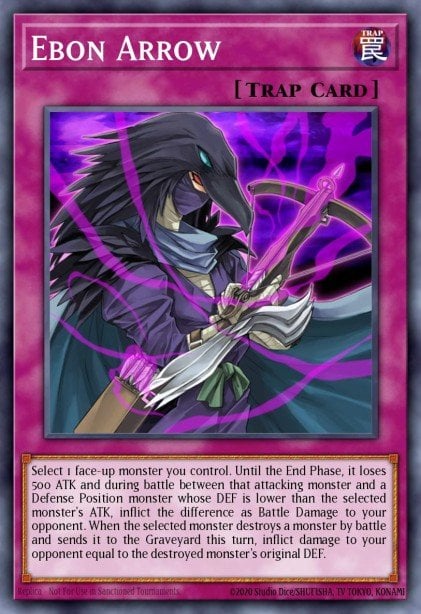 Ebon Arrow
TRAP
罠
[Trap Card]
Select 1 face-up monster you control. Until the End Phase, it loses
500 ATK and during battle between that attacking monster and a
Defense Position monster whose DEF is lower than the selected
monster's ATK, inflict the difference as Battle Damage to your
opponent. When the selected monster destroys a monster by battle
and sends it to the Graveyard this turn, inflict damage to your
opponent equal to the destroyed monster's original DEF.
Replica - Not For Use in Sanctioned Tournaments ©2020 Studio Dice/SHUEISHA, TV TOKYO, KONAMI